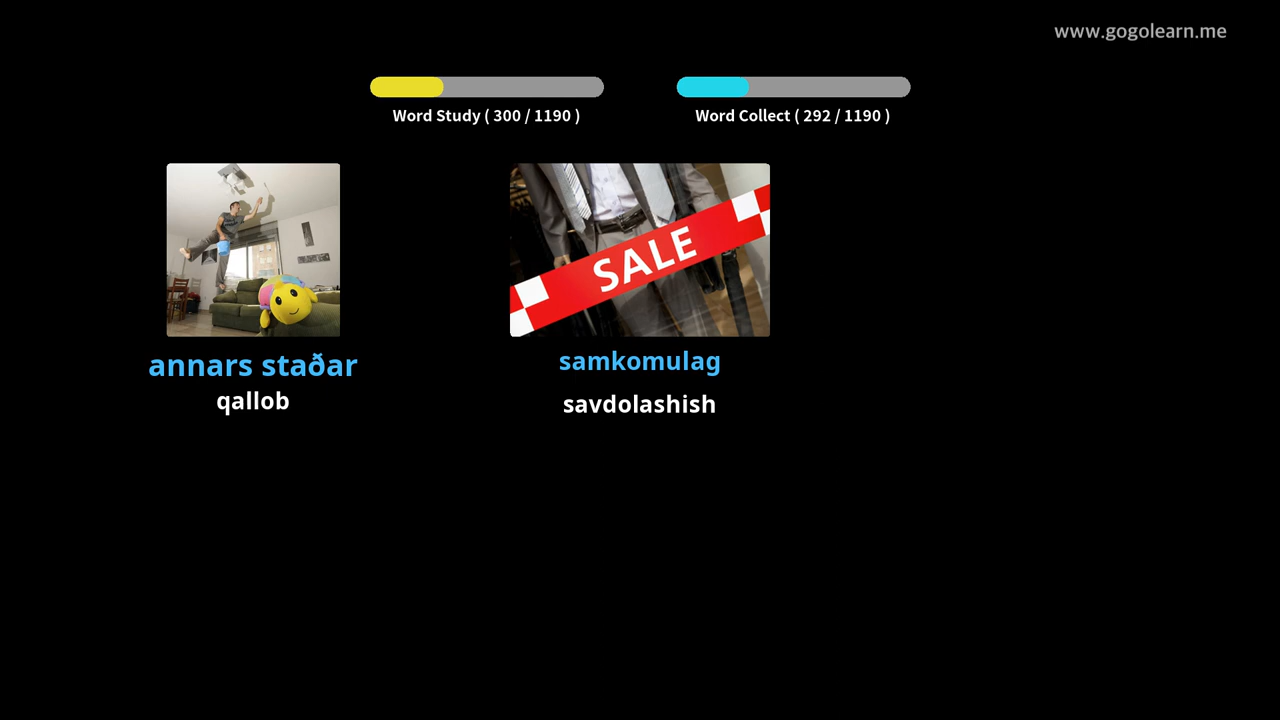 www.gogolearn.me
Word Study ( 300 / 1190 )
Word Collect ( 292 / 1190 )
SALE
annars staðar
qallob
samkomulag
savdolashish